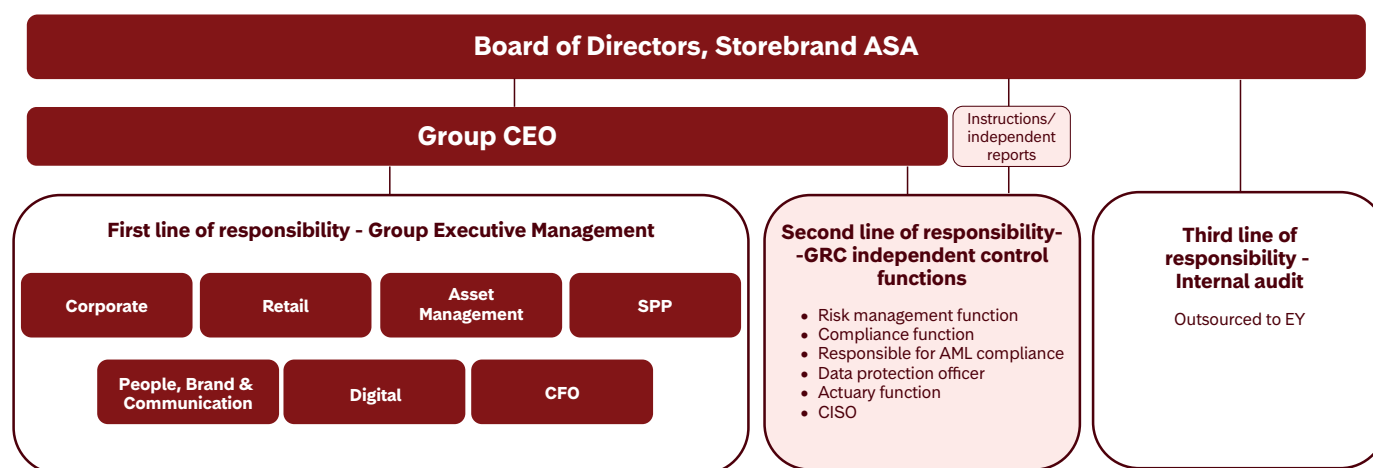 Board of Directors, Storebrand ASA
Group CEO
Instructions/
independent
reports
First line of responsibility - Group Executive Management
Corporate
Retail
Asset
Management
SPP
People, Brand &
Communication
Digital
CFO
Second line of responsibility-
-GRC independent control
functions
• Risk management function
• Compliance function
• Responsible for AML compliance
• Data protection officer
• Actuary function
• CISO
Third line of
responsibility -
Internal audit
Outsourced to EY